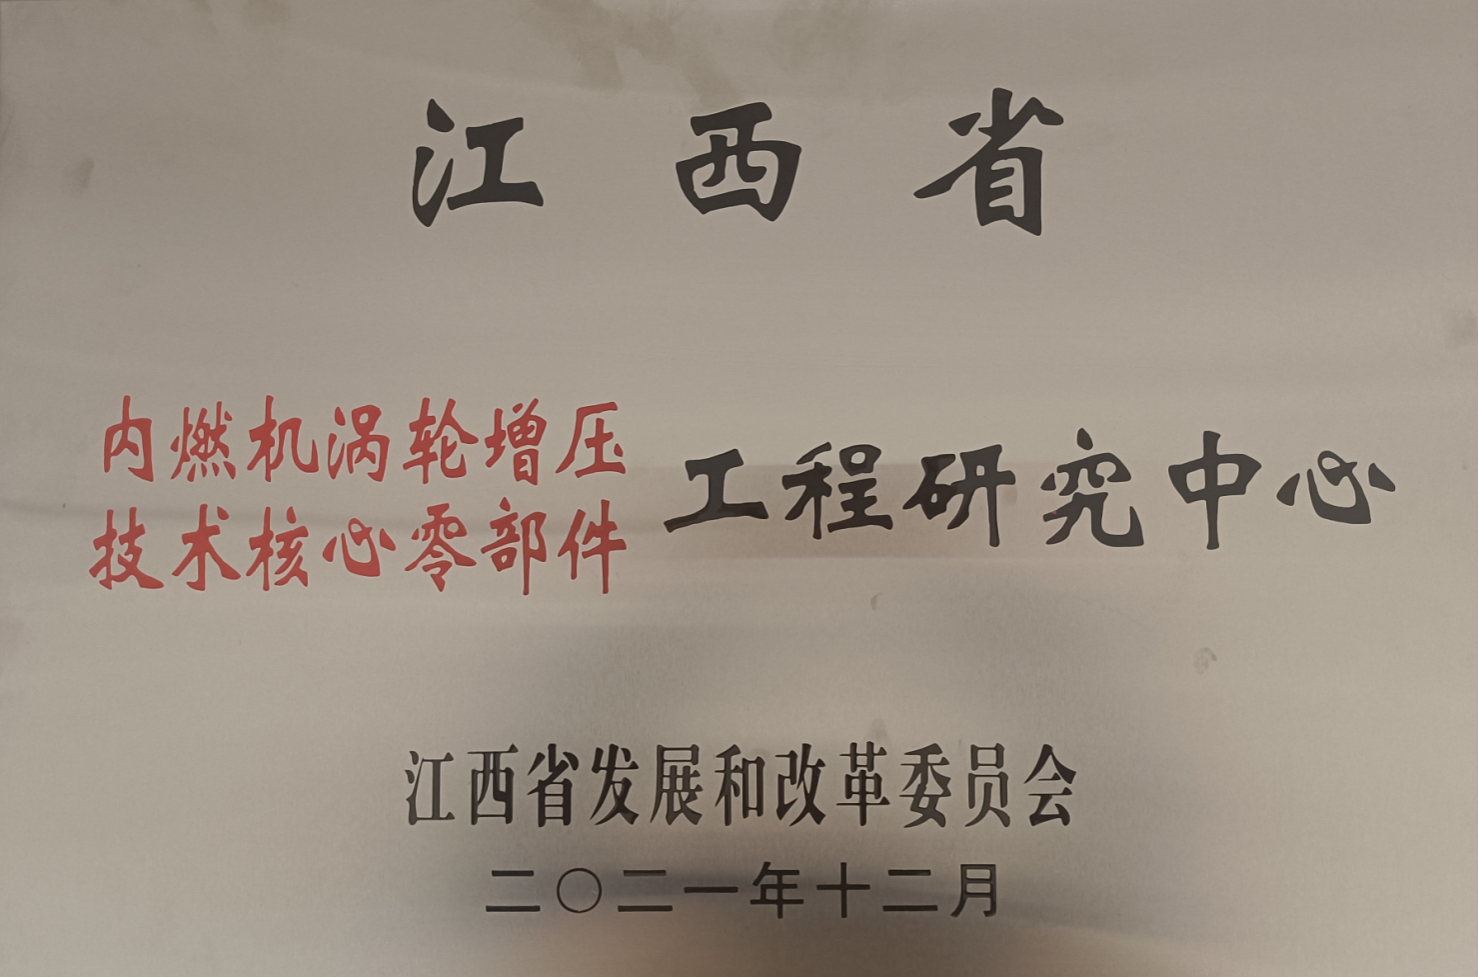 江西省
内燃机涡轮增压
技术核心零部件
工程研究中心
江西省发展和改革委员会
二〇二一年十二月